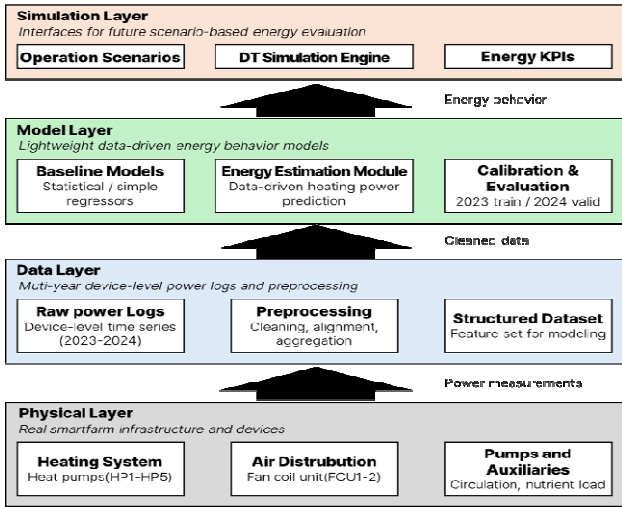 Simulation Layer
Interfaces for future scenario-based energy evaluation
Operation Scenarios
DT Simulation Engine
Energy KPIs
Energy behavior
Model Layer
Lightweight data-driven energy behavior models
Baseline Models
Statistical / simple
regressors
Energy Estimation Module
Data-driven heating power
prediction
Calibration &
Evaluation
2023 train / 2024 valid
Cleaned data
Data Layer
Muti-year device-level power logs and preprocessing
Raw power Logs
Device-level time series
(2023-2024)
Preprocessing
Cleaning, alignment,
aggregation
Structured Dataset
Feature set for modeling
Power measurements
Physical Layer
Real smartfarm infrastructure and devices
Heating System
Heat pumps(HP1-HP5)
Air Distrubution
Fan coil unit(FCU1-2)
Pumps and
Auxiliaries
Circulation, nutrient load